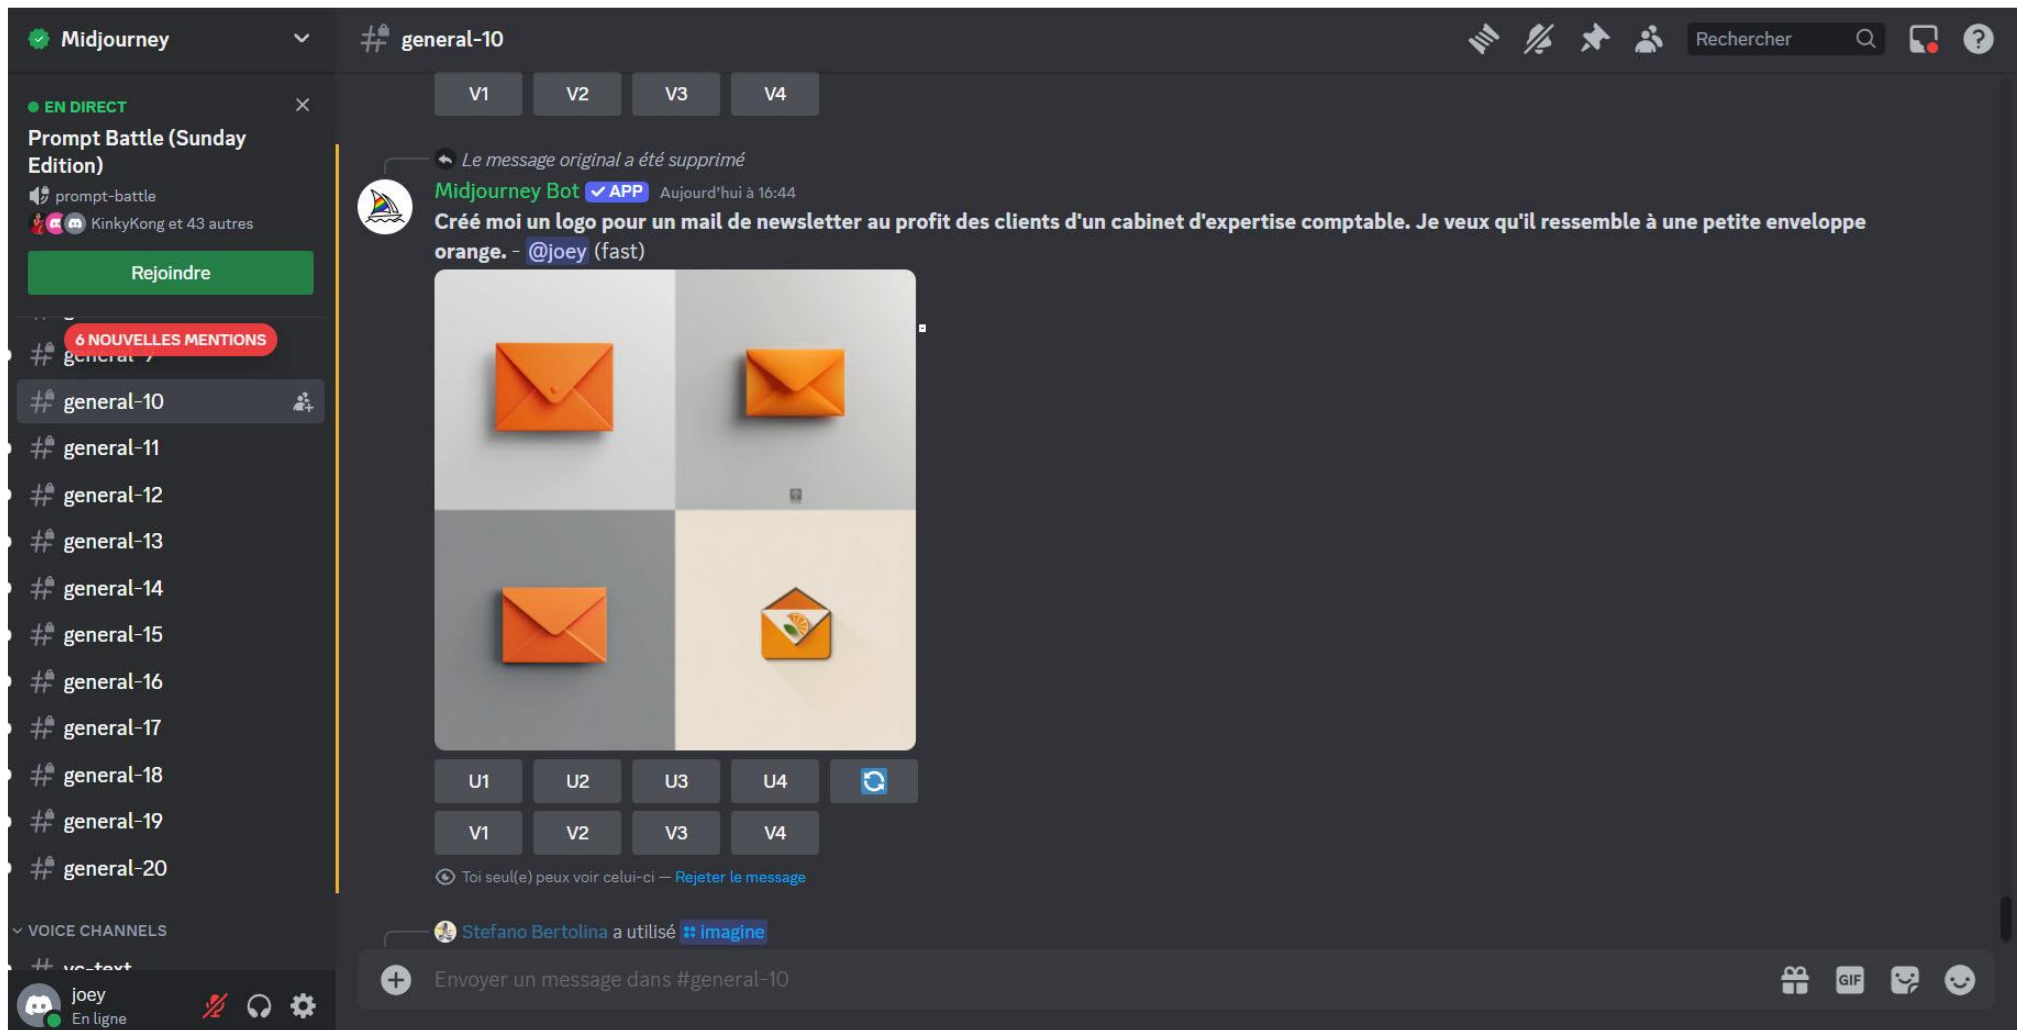 Midjourney
EN DIRECT
Prompt Battle (Sunday
Edition)
prompt-battle
KinkyKong et 43 autres
Rejoindre
6 NOUVELLES MENTIONS
general-9
general-10
general-11
general-12
general-13
general-14
general-15
general-16
general-17
general-18
general-19
general-20
VOICE CHANNELS
vc-text
joey
En ligne
general-10
Rechercher
V1 V2 V3 V4
Le message original a été supprimé
Midjourney Bot APP Aujourd'hui à 16:44
Créé moi un logo pour un mail de newsletter au profit des clients d'un cabinet d'expertise comptable. Je veux qu'il ressemble à une petite enveloppe
orange. - @joey (fast)
U1 U2 U3 U4
V1 V2 V3 V4
Toi seul(e) peux voir celui-ci — Rejeter le message
Stefano Bertolina a utilisé imagine
Envoyer un message dans #general-10
GIF